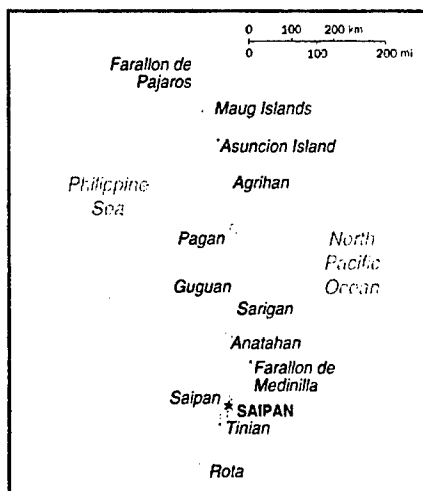 0 100 200 km
0 100 200 mi
Farallon de
Pajaros
Maug Islands
Asuncion Island
Philippine
Sea
Agrihan
Pagan
North
Pacific
Ocean
Guguan
Sarigan
Anatahan
Farallon de
Medinilla
Saipan
SAIPAN
Tinian
Rota